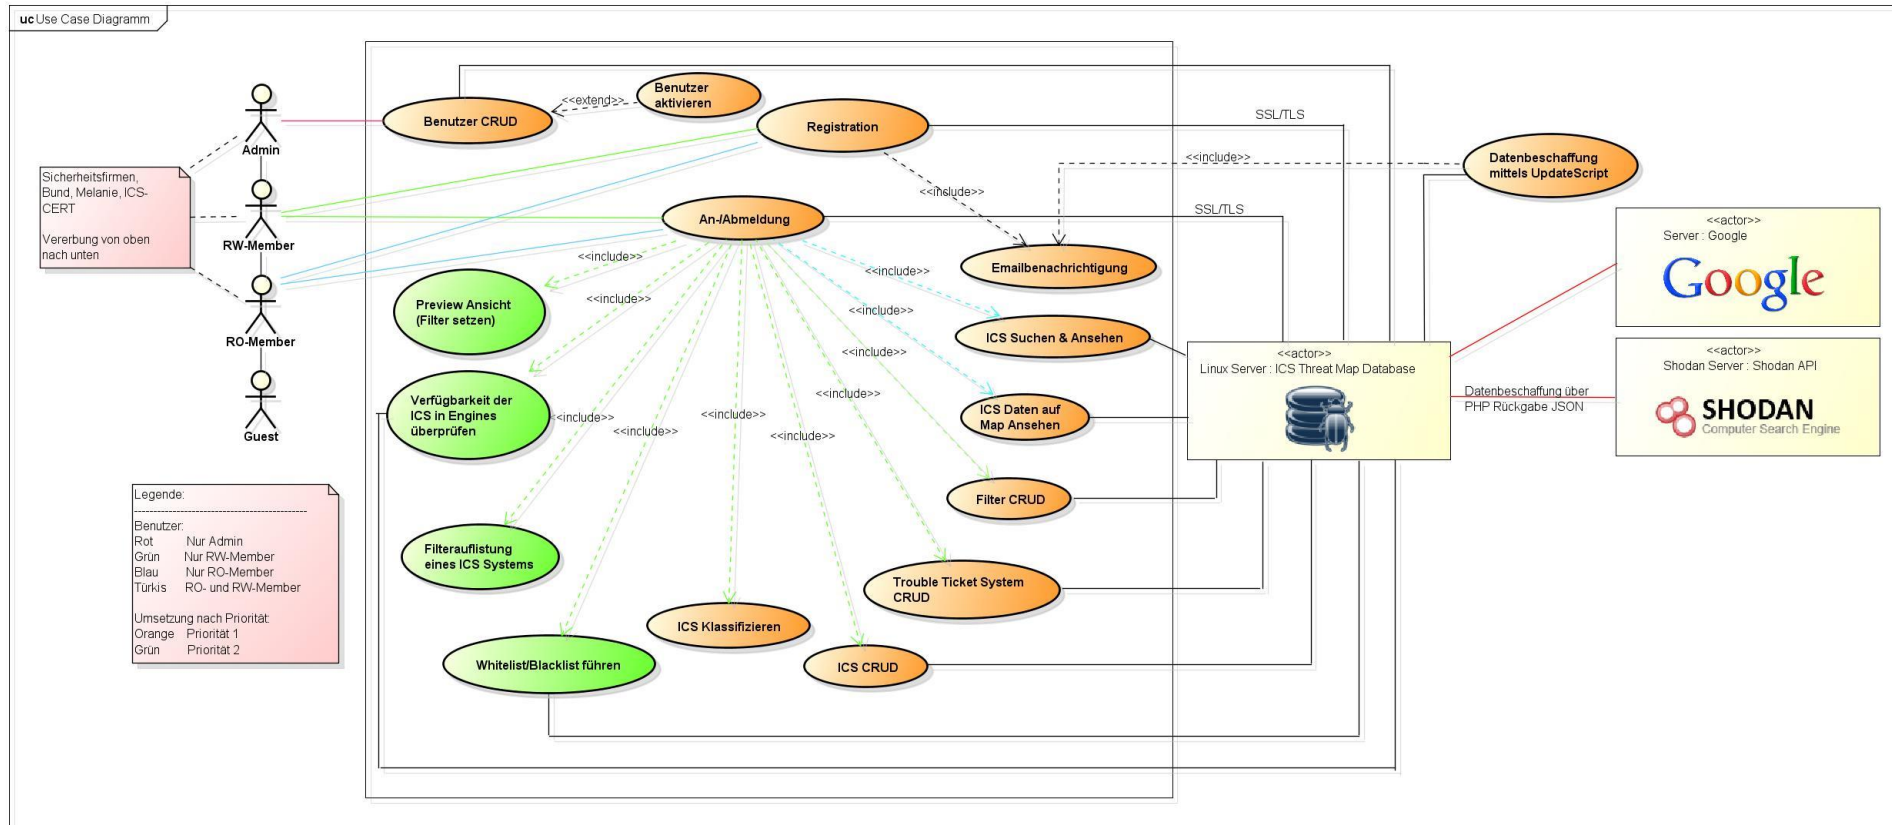 uc Use Case Diagramm
Benutzer
aktivieren
<<extend>>
Benutzer CRUD
Registration
SSL/TLS
Admin
Sicherheitsfirmen,
Bund, Melanie, ICS-
CERT
Vererbung von oben
nach unten
RW-Member
RO-Member
Guest
<<include>>
Datenbeschaffung
mittels UpdateScript
<<include>>
An-/Abmeldung
SSL/TLS
Emailbenachrichtigung
<<include>>
<<include>>
<<include>>
<<include>>
<<include>>
Preview Ansicht
(Filter setzen)
ICS Suchen & Ansehen
<<actor>>
Server : Google
Google
<<actor>>
Linux Server : ICS Threat Map Database
<<actor>>
Shodan Server : Shodan API
SHODAN
Computer Search Engine
Datenbeschaffung über
PHP Rückgabe JSON
Verfügbarkeit der
ICS in Engines
überprüfen
<<include>>
<<include>>
<<include>>
<<include>>
<<include>>
ICS Daten auf
Map Ansehen
Filter CRUD
Filterauflistung
eines ICS Systems
Trouble Ticket System
CRUD
ICS Klassifizieren
Whitelist/Blacklist führen
ICS CRUD
Legende:
--------------------------------------------
Benutzer:
Rot Nur Admin
Grün Nur RW-Member
Blau Nur RO-Member
Türkis RO- und RW-Member
Umsetzung nach Priorität:
Orange Priorität 1
Grün Priorität 2